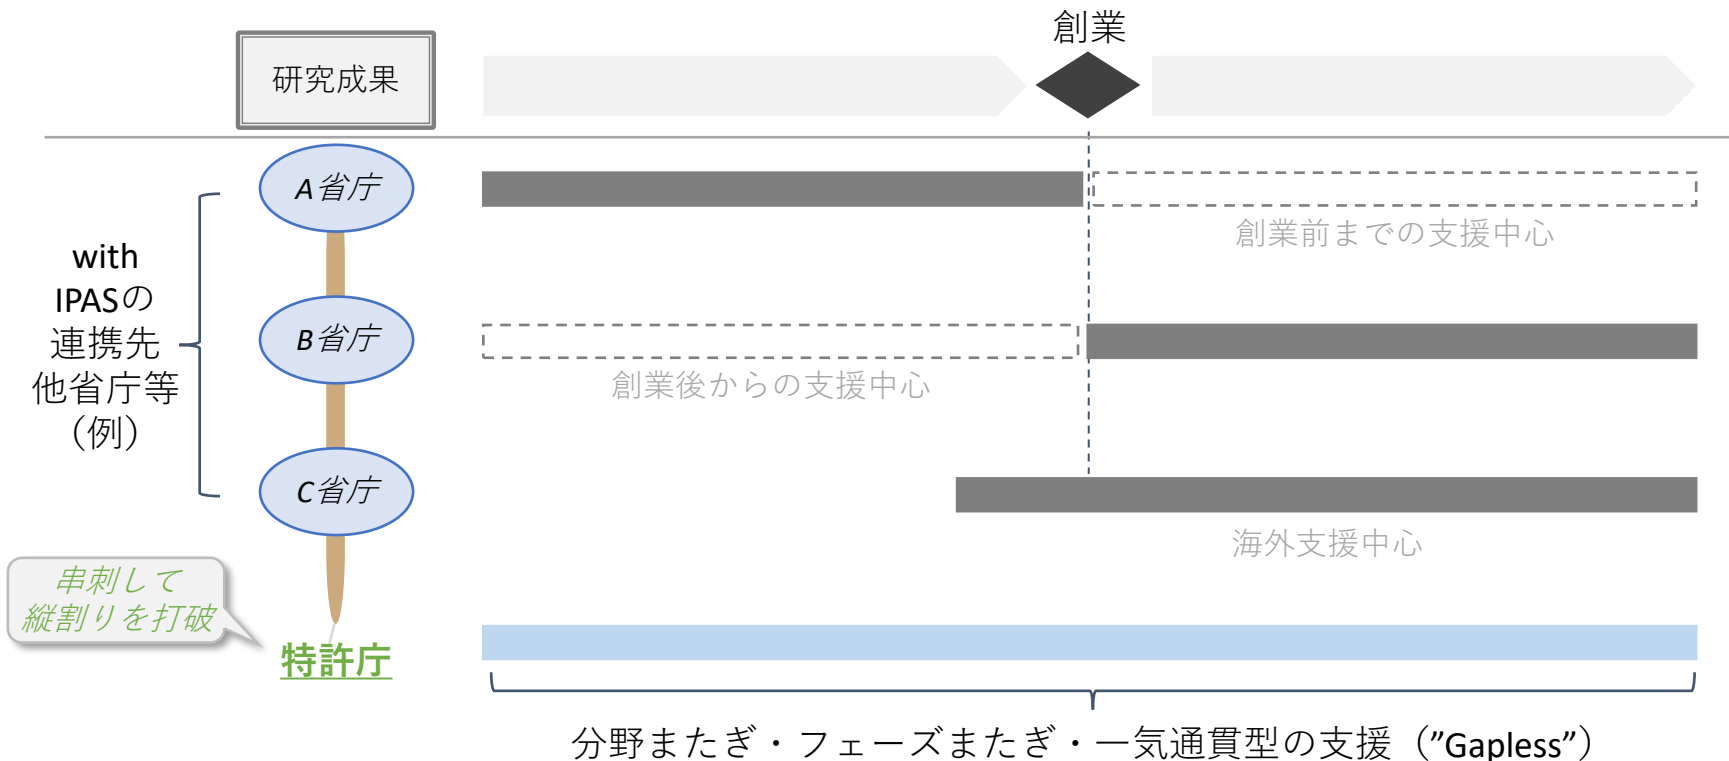 創業
研究成果
A省庁
創業前までの支援中心
with
IPASの
連携先
他省庁等
（例）
B省庁
創業後からの支援中心
C省庁
海外支援中心
串刺して
縦割りを打破
特許庁
分野またぎ・フェーズまたぎ・一気通貫型の支援（”Gapless”）